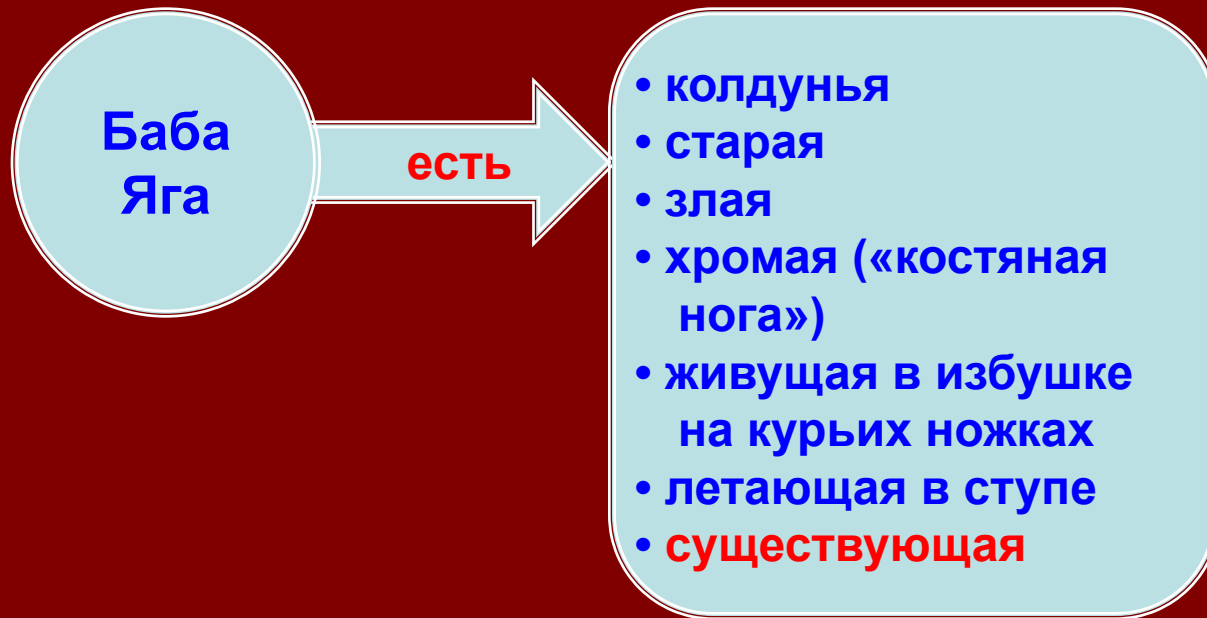 Баба
Яга
есть
• колдунья
• старая
• злая
• хромая («костяная
нога»)
• живущая в избушке
на курьих ножках
• летающая в ступе
• существующая